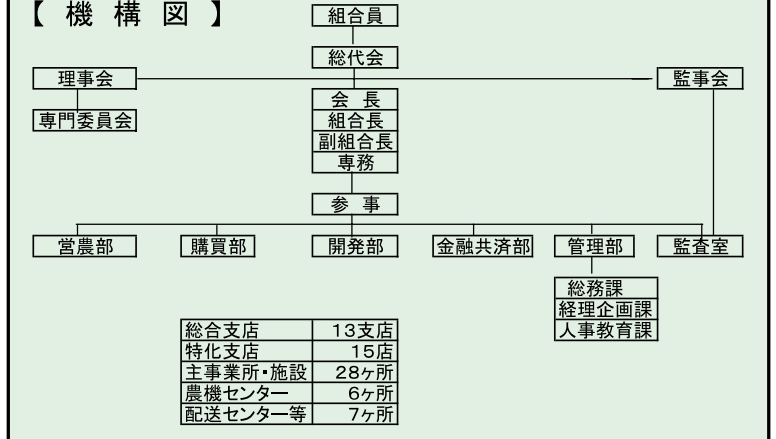 【 機 構 図 】
組合員
総代会
理事会
監事会
専門委員会
会 長
組合長
副組合長
専務
参 事
営農部
購買部
開発部
金融共済部
管理部
監査室
総務課
経理企画課
人事教育課
総合支店 13支店
特化支店 15店
主事業所・施設 28ヶ所
農機センター 6ヶ所
配送センター等 7ヶ所